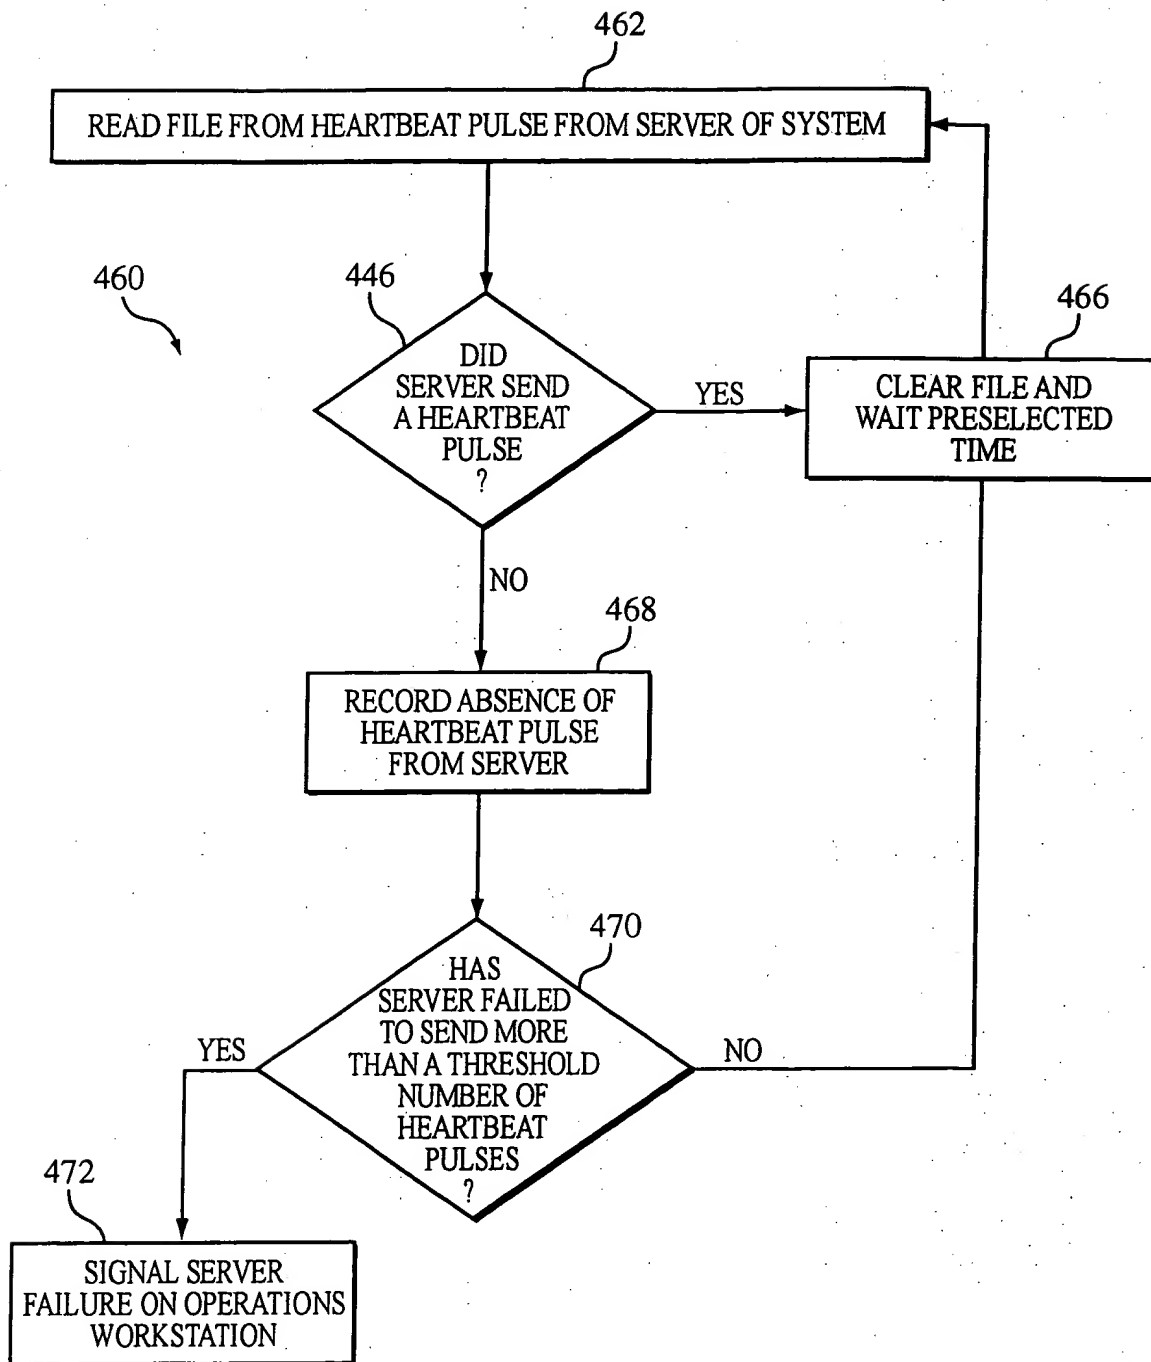 462
READ FILE FROM HEARTBEAT PULSE FROM SERVER OF SYSTEM
460
446
DID
SERVER SEND
A HEARTBEAT
PULSE
?
YES
466
CLEAR FILE AND
WAIT PRESELECTED
TIME
NO
468
RECORD ABSENCE OF
HEARTBEAT PULSE
FROM SERVER
470
HAS
SERVER FAILED
TO SEND MORE
THAN A THRESHOLD
NUMBER OF
HEARTBEAT
PULSES
?
YES
NO
472
SIGNAL SERVER
FAILURE ON OPERATIONS
WORKSTATION